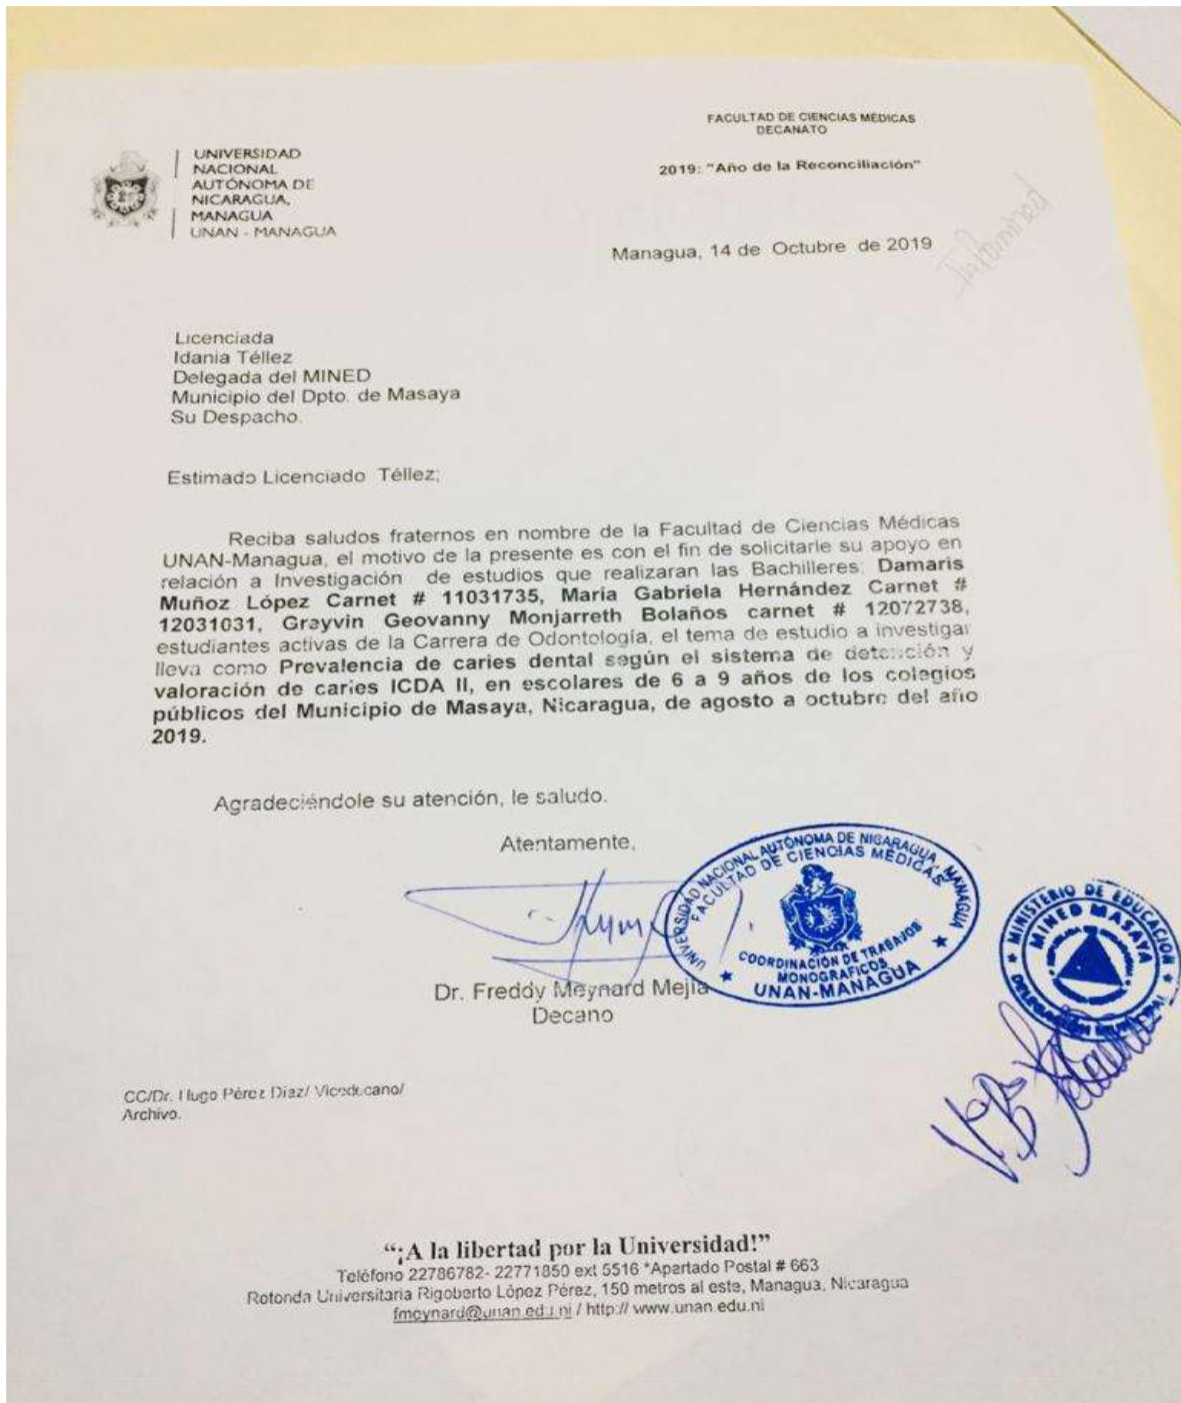 FACULTAD DE CIENCIAS MÉDICAS
DECANATO
2019: "Año de la Reconciliación"
UNIVERSIDAD
NACIONAL
AUTÓNOMA DE
NICARAGUA,
MANAGUA
UNAN - MANAGUA
Managua, 14 de Octubre de 2019
Licenciada
Idania Téllez
Delegada del MINED
Municipio del Dpto. de Masaya
Su Despacho.
Estimado Licenciado Téllez;
Reciba saludos fraternos en nombre de la Facultad de Ciencias Médicas
UNAN-Managua, el motivo de la presente es con el fin de solicitarle su apoyo en
relación a Investigación de estudios que realizaran las Bachilleres: Damaris
Muñoz López Carnet # 11031735, María Gabriela Hernández Carnet #
12031031, Grayvin Geovanny Monjarreth Bolaños carnet # 12072738,
estudiantes activas de la Carrera de Odontología, el tema de estudio a investigar
lleva como Prevalencia de caries dental según el sistema de detención y
valoración de caries ICDA II, en escolares de 6 a 9 años de los colegios
públicos del Municipio de Masaya, Nicaragua, de agosto a octubre del año
2019.
Agradeciéndole su atención, le saludo.
Atentamente,
UNIVERSIDAD NACIONAL AUTÓNOMA DE NICARAGUA, MANAGUA
FACULTAD DE CIENCIAS MÉDICAS
COORDINACIÓN DE TRABAJOS
MONOGRAFICOS
UNAN-MANAGUA
MINISTERIO DE EDUCACIÓN
MINED MASAYA
DELEGACIÓN MUNICIPAL
Dr. Freddy Meynard Mejía
Decano
CC/Dr. Hugo Pérez Díaz/ Vicedecano/
Archivo.
"¡A la libertad por la Universidad!"
Teléfono 22786782- 22771850 ext 5516 *Apartado Postal # 663
Rotonda Universitaria Rigoberto López Pérez, 150 metros al este, Managua, Nicaragua
fmeynard@unan.edu.ni / http:// www.unan.edu.ni